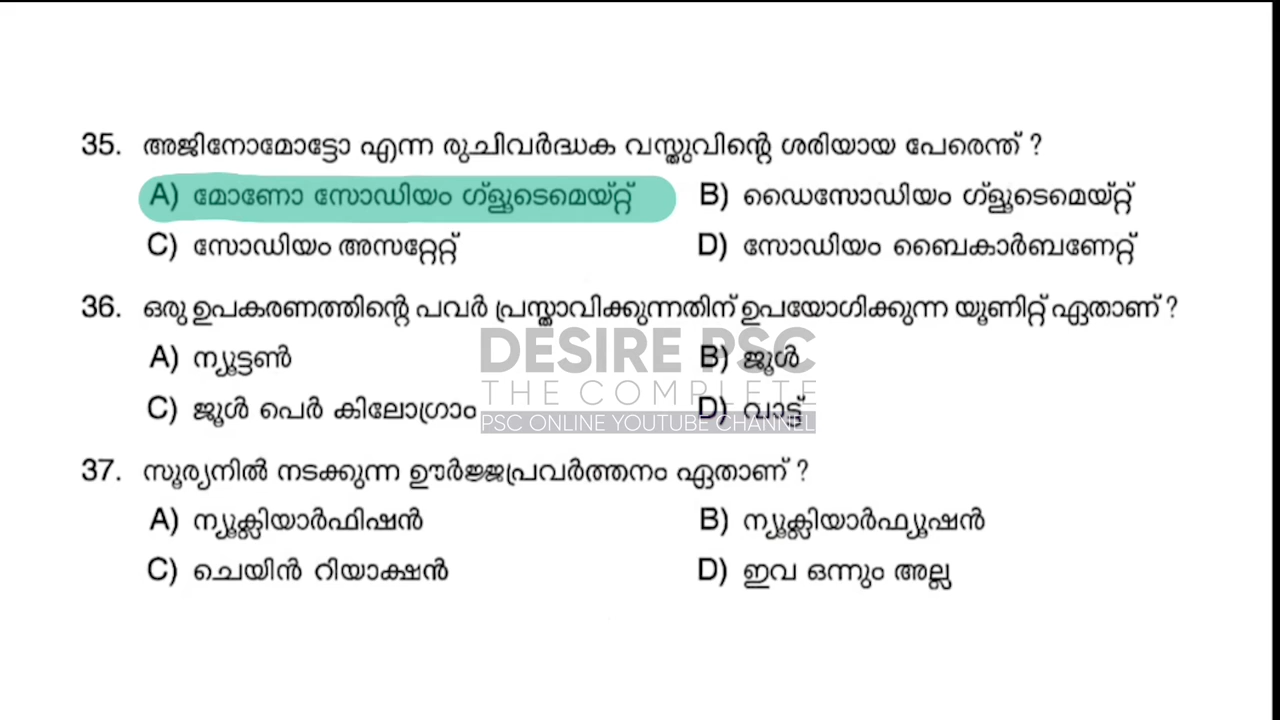 35. അജിനോമോട്ടോ എന്ന രുചിവർദ്ധക വസ്തുവിന്റെ ശരിയായ പേരെന്ത് ?
A) മോണോ സോഡിയം ഗ്ളൂടെമെയ്റ്റ് B) ഡൈസോഡിയം ഗ്ളൂടെമെയ്റ്റ്
C) സോഡിയം അസറ്റേറ്റ് D) സോഡിയം ബൈകാർബണേറ്റ്
36. ഒരു ഉപകരണത്തിന്റെ പവർ പ്രസ്താവിക്കുന്നതിന് ഉപയോഗിക്കുന്ന യൂണിറ്റ് ഏതാണ് ?
DESIRE PSC
A) ന്യൂട്ടൺ B) ജൂൾ
THE COMPLETE
C) ജൂൾ പെർ കിലോഗ്രാം D) വാട്ട്
PSC ONLINE YOUTUBE CHANNEL
37. സൂര്യനിൽ നടക്കുന്ന ഊർജ്ജപ്രവർത്തനം ഏതാണ് ?
A) ന്യൂക്ലിയാർഫിഷൻ B) ന്യൂക്ലിയാർഫ്യൂഷൻ
C) ചെയിൻ റിയാക്ഷൻ D) ഇവ ഒന്നും അല്ല